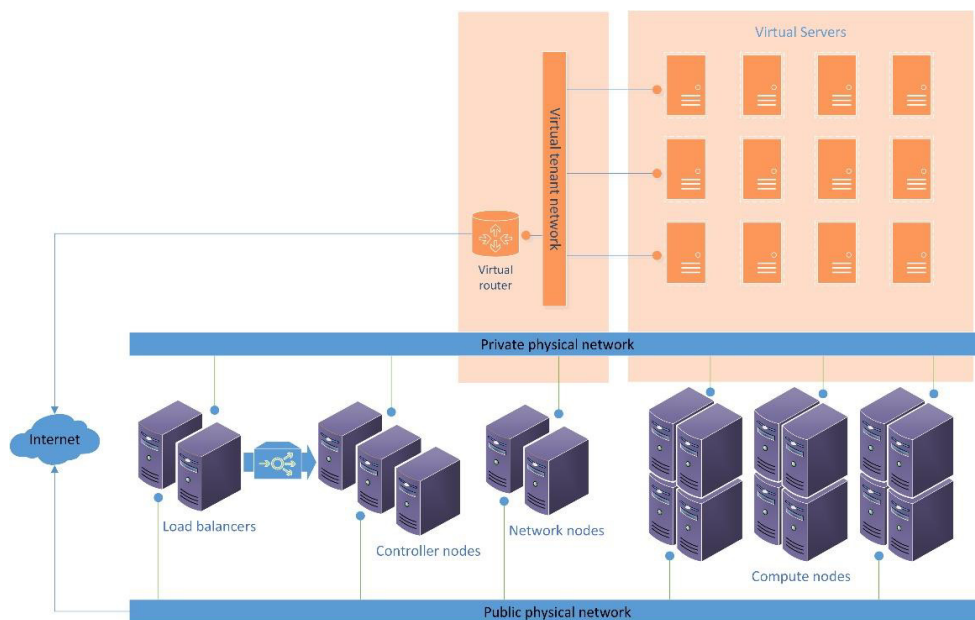 Virtual Servers
Virtual tenant network
Virtual
router
Private physical network
Internet
Load balancers
Controller nodes
Network nodes
Compute nodes
Public physical network